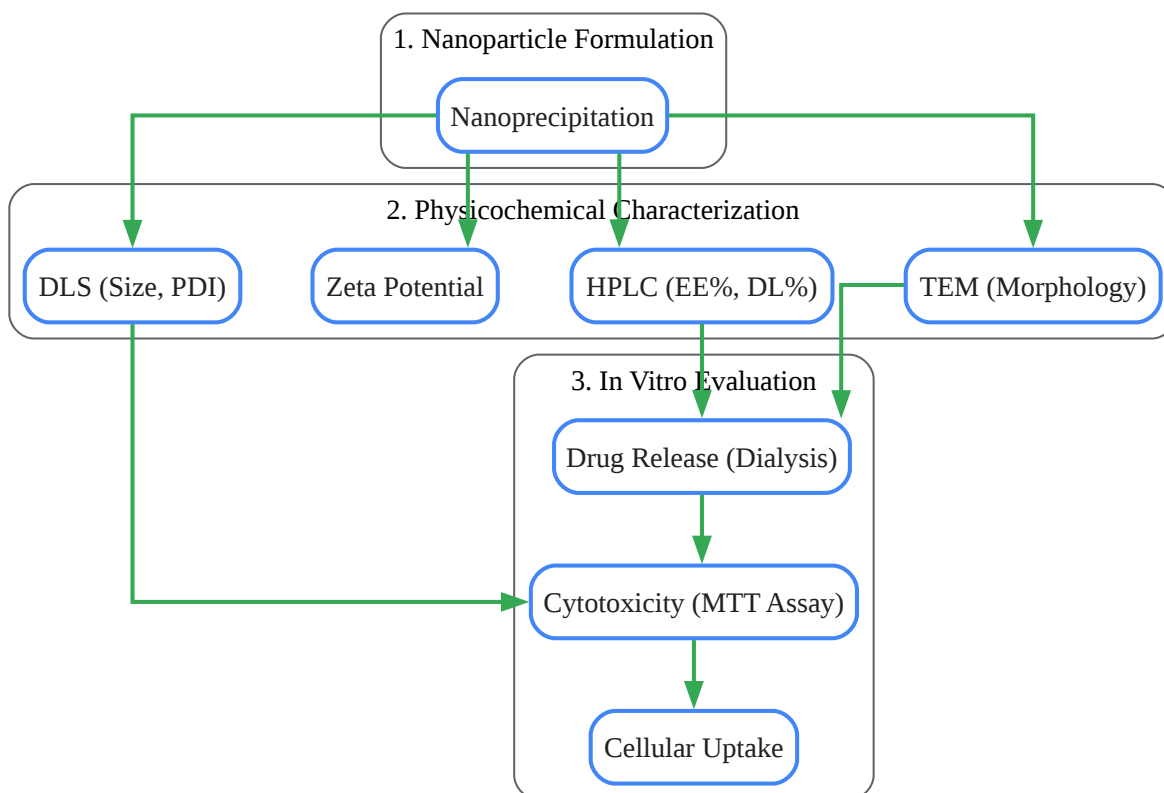 1. Nanoparticle Formulation
Nanoprecipitation
2. Physicochemical Characterization
DLS (Size, PDI)
Zeta Potential
HPLC (EE%, DL%)
TEM (Morphology)
3. In Vitro Evaluation
Drug Release (Dialysis)
Cytotoxicity (MTT Assay)
Cellular Uptake